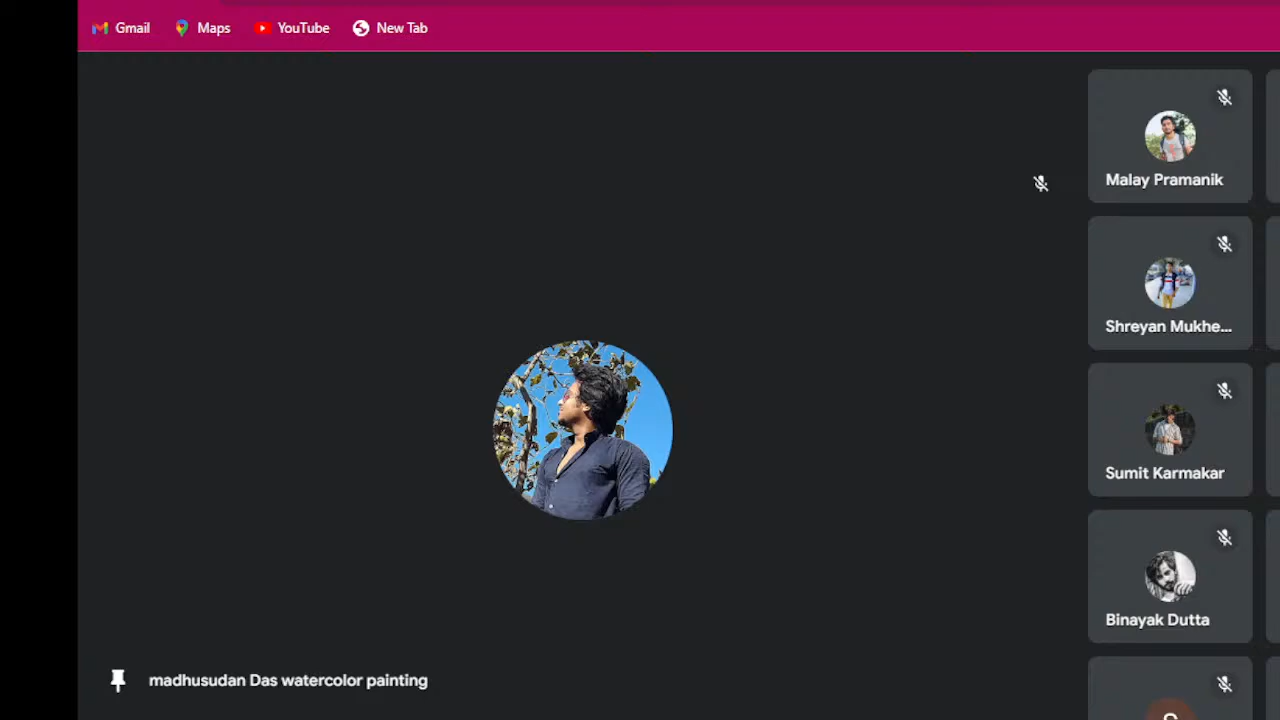 Gmail Maps YouTube New Tab
Malay Pramanik
Shreyan Mukhe...
Sumit Karmakar
Binayak Dutta
madhusudan Das watercolor painting